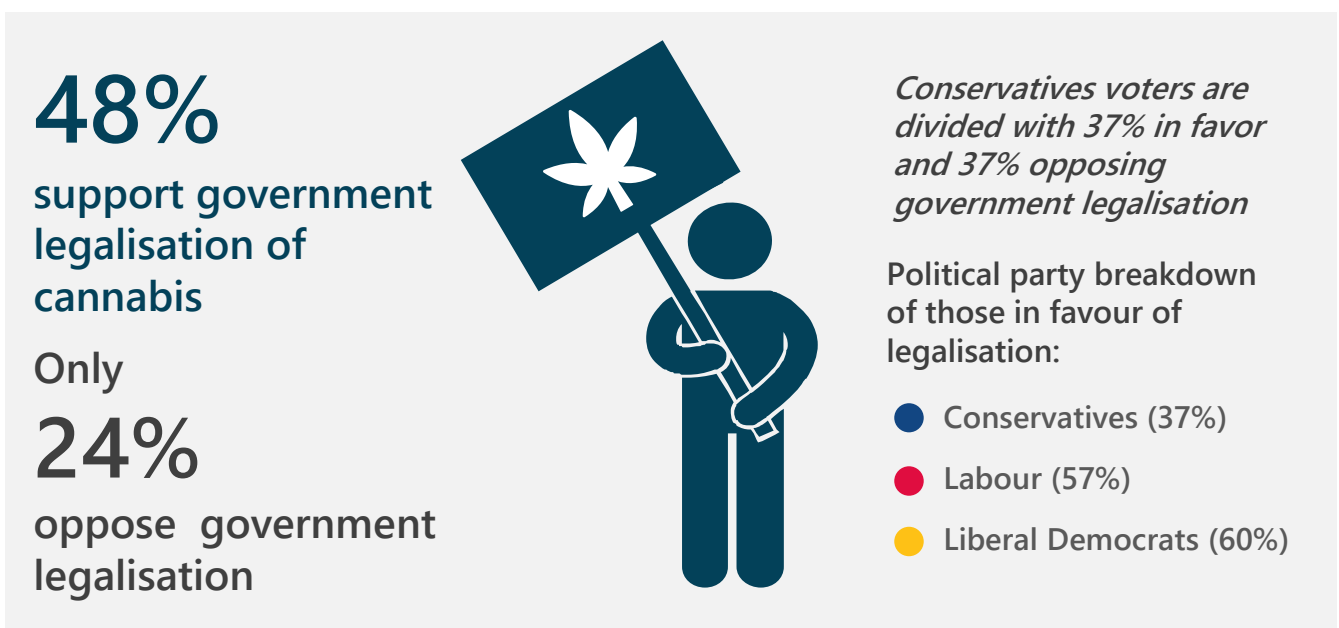 48%
support government
legalisation of
cannabis
Only
24%
oppose government
legalisation
Conservatives voters are
divided with 37% in favor
and 37% opposing
government legalisation
Political party breakdown
of those in favour of
legalisation:
Conservatives (37%)
Labour (57%)
Liberal Democrats (60%)